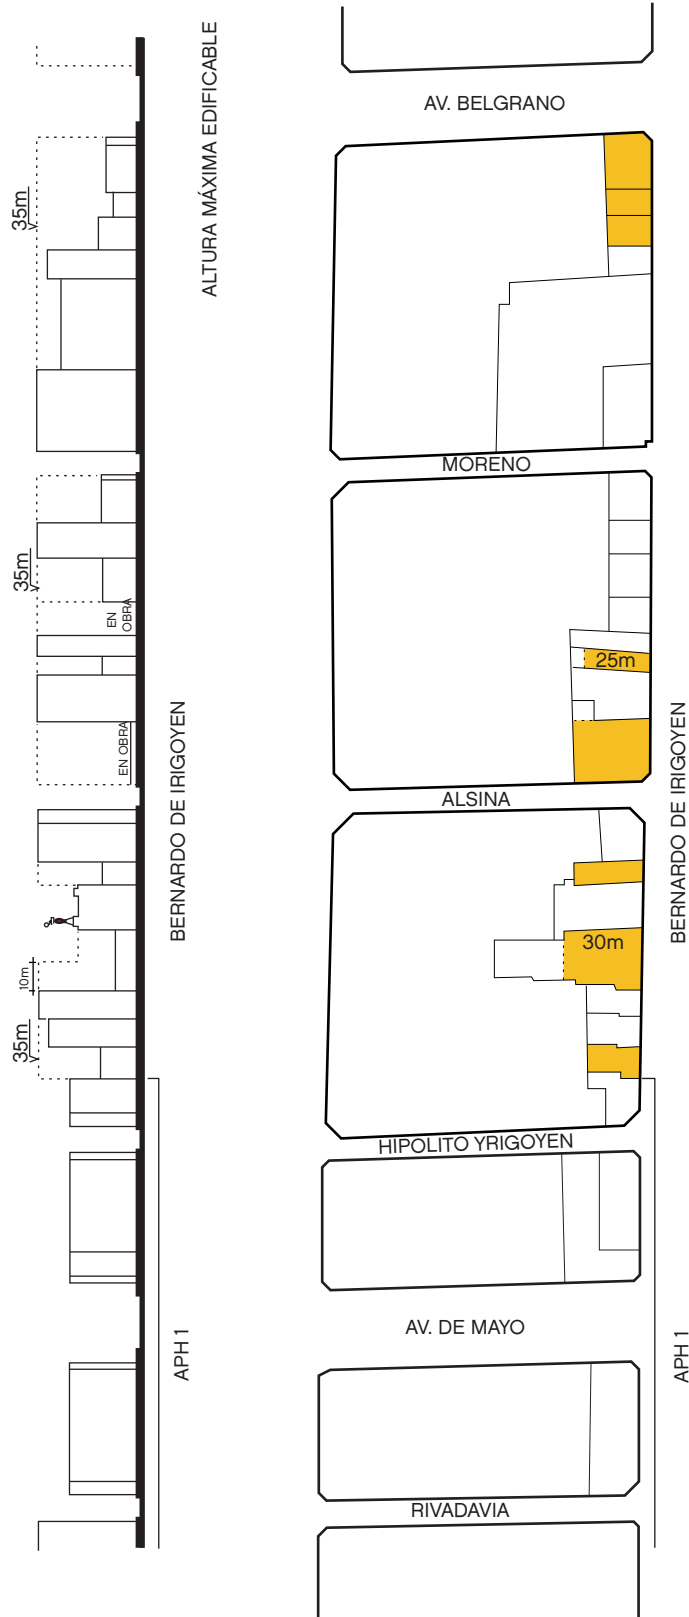 AV. BELGRANO
ALTURA MÁXIMA EDIFICABLE
35m
MORENO
35m
EN
OBRA
25m
EN OBRA
BERNARDO DE IRIGOYEN
BERNARDO DE IRIGOYEN
ALSINA
30m
10m
35m
HIPOLITO YRIGOYEN
AV. DE MAYO
APH 1
APH 1
RIVADAVIA